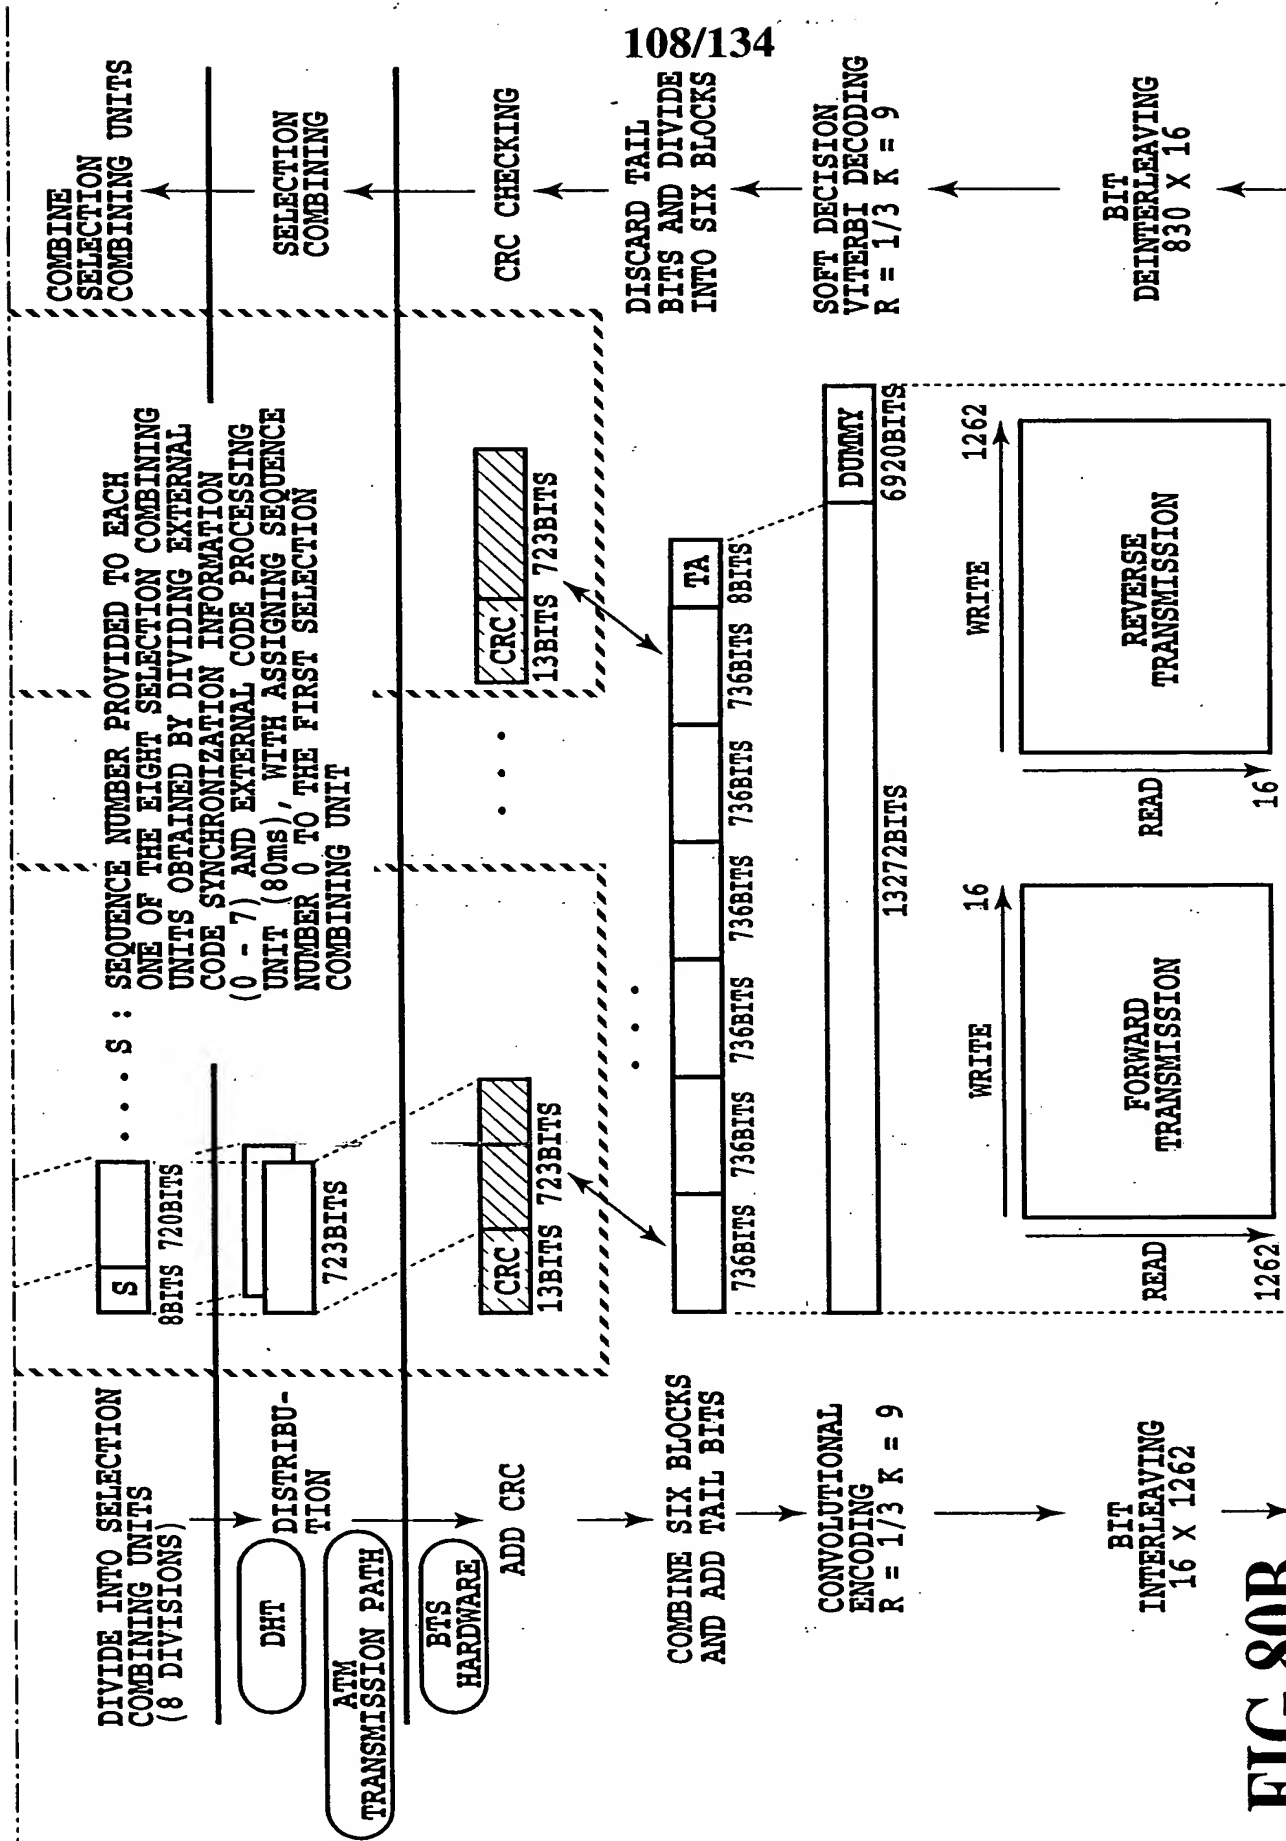 108/134
DIVIDE INTO SELECTION
COMBINING UNITS
(8 DIVISIONS)
DHT
DISTRIBU-
TION
ATM
TRANSMISSION PATH
BTS
HARDWARE
ADD CRC
COMBINE SIX BLOCKS
AND ADD TAIL BITS
CONVOLUTIONAL
ENCODING
R = 1/3 K = 9
BIT
INTERLEAVING
16 X 1262
S
8BITS 720BITS
• • • S : SEQUENCE NUMBER PROVIDED TO EACH
ONE OF THE EIGHT SELECTION COMBINING
UNITS OBTAINED BY DIVIDING EXTERNAL
CODE SYNCHRONIZATION INFORMATION
(0 - 7) AND EXTERNAL CODE PROCESSING
UNIT (80ms), WITH ASSIGNING SEQUENCE
NUMBER 0 TO THE FIRST SELECTION
COMBINING UNIT
723BITS
CRC
13BITS 723BITS
• • •
CRC
13BITS 723BITS
• • •
TA
736BITS 736BITS 736BITS 736BITS 736BITS 736BITS 8BITS
DUMMY
13272BITS
6920BITS
WRITE 16
READ
1262
FORWARD
TRANSMISSION
WRITE 1262
READ
16
REVERSE
TRANSMISSION
COMBINE
SELECTION
COMBINING UNITS
SELECTION
COMBINING
CRC CHECKING
DISCARD TAIL
BITS AND DIVIDE
INTO SIX BLOCKS
SOFT DECISION
VITERBI DECODING
R = 1/3 K = 9
BIT
DEINTERLEAVING
830 X 16
FIG.80B